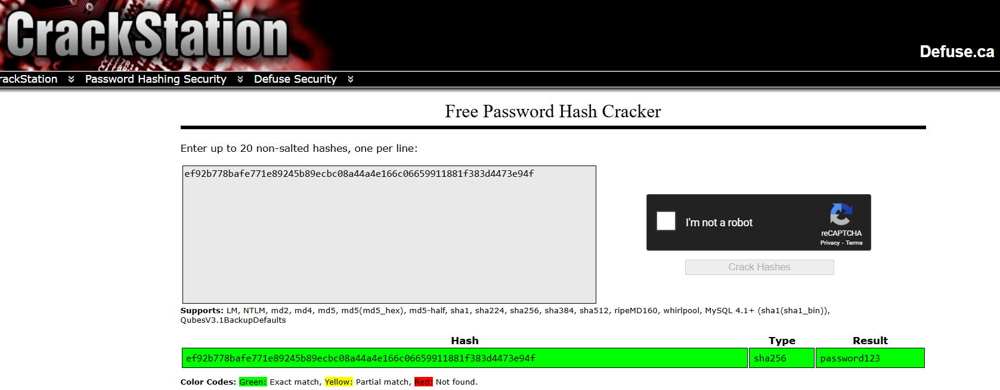 CrackStation
Defuse.ca
rackStation Password Hashing Security Defuse Security
Free Password Hash Cracker
Enter up to 20 non-salted hashes, one per line:
ef92b778bafe771e89245b89ecbc08a44a4e166c06659911881f383d4473e94f
I'm not a robot
reCAPTCHA
Privacy - Terms
Crack Hashes
Supports: LM, NTLM, md2, md4, md5, md5(md5_hex), md5-half, sha1, sha224, sha256, sha384, sha512, ripeMD160, whirlpool, MySQL 4.1+ (sha1(sha1_bin)),
QubesV3.1BackupDefaults
Hash Type Result
ef92b778bafe771e89245b89ecbc08a44a4e166c06659911881f383d4473e94f sha256 password123
Color Codes: Green: Exact match, Yellow: Partial match, Red: Not found.